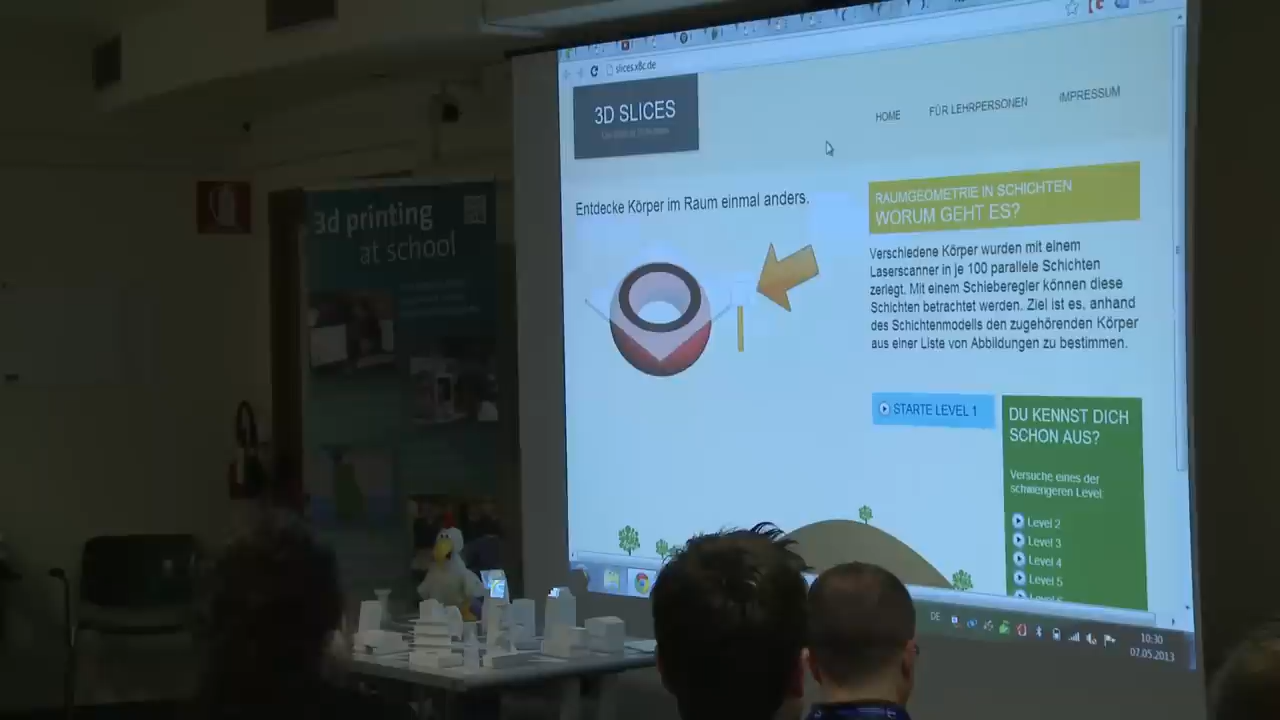 slices.x8c.de
3D SLICES
HOME
FÜR LEHRPERSONEN
IMPRESSUM
3d printing
at school
Entdecke Körper im Raum einmal anders.
RAUMGEOMETRIE IN SCHICHTEN
WORUM GEHT ES?
Verschiedene Körper wurden mit einem
Laserscanner in je 100 parallele Schichten
zerlegt. Mit einem Schieberegler können diese
Schichten betrachtet werden. Ziel ist es, anhand
des Schichtenmodells den zugehörenden Körper
aus einer Liste von Abbildungen zu bestimmen.
STARTE LEVEL 1
DU KENNST DICH
SCHON AUS?
Versuche eines der
schwierigeren Level:
Level 2
Level 3
Level 4
Level 5
DE
10:30
07.05.2013